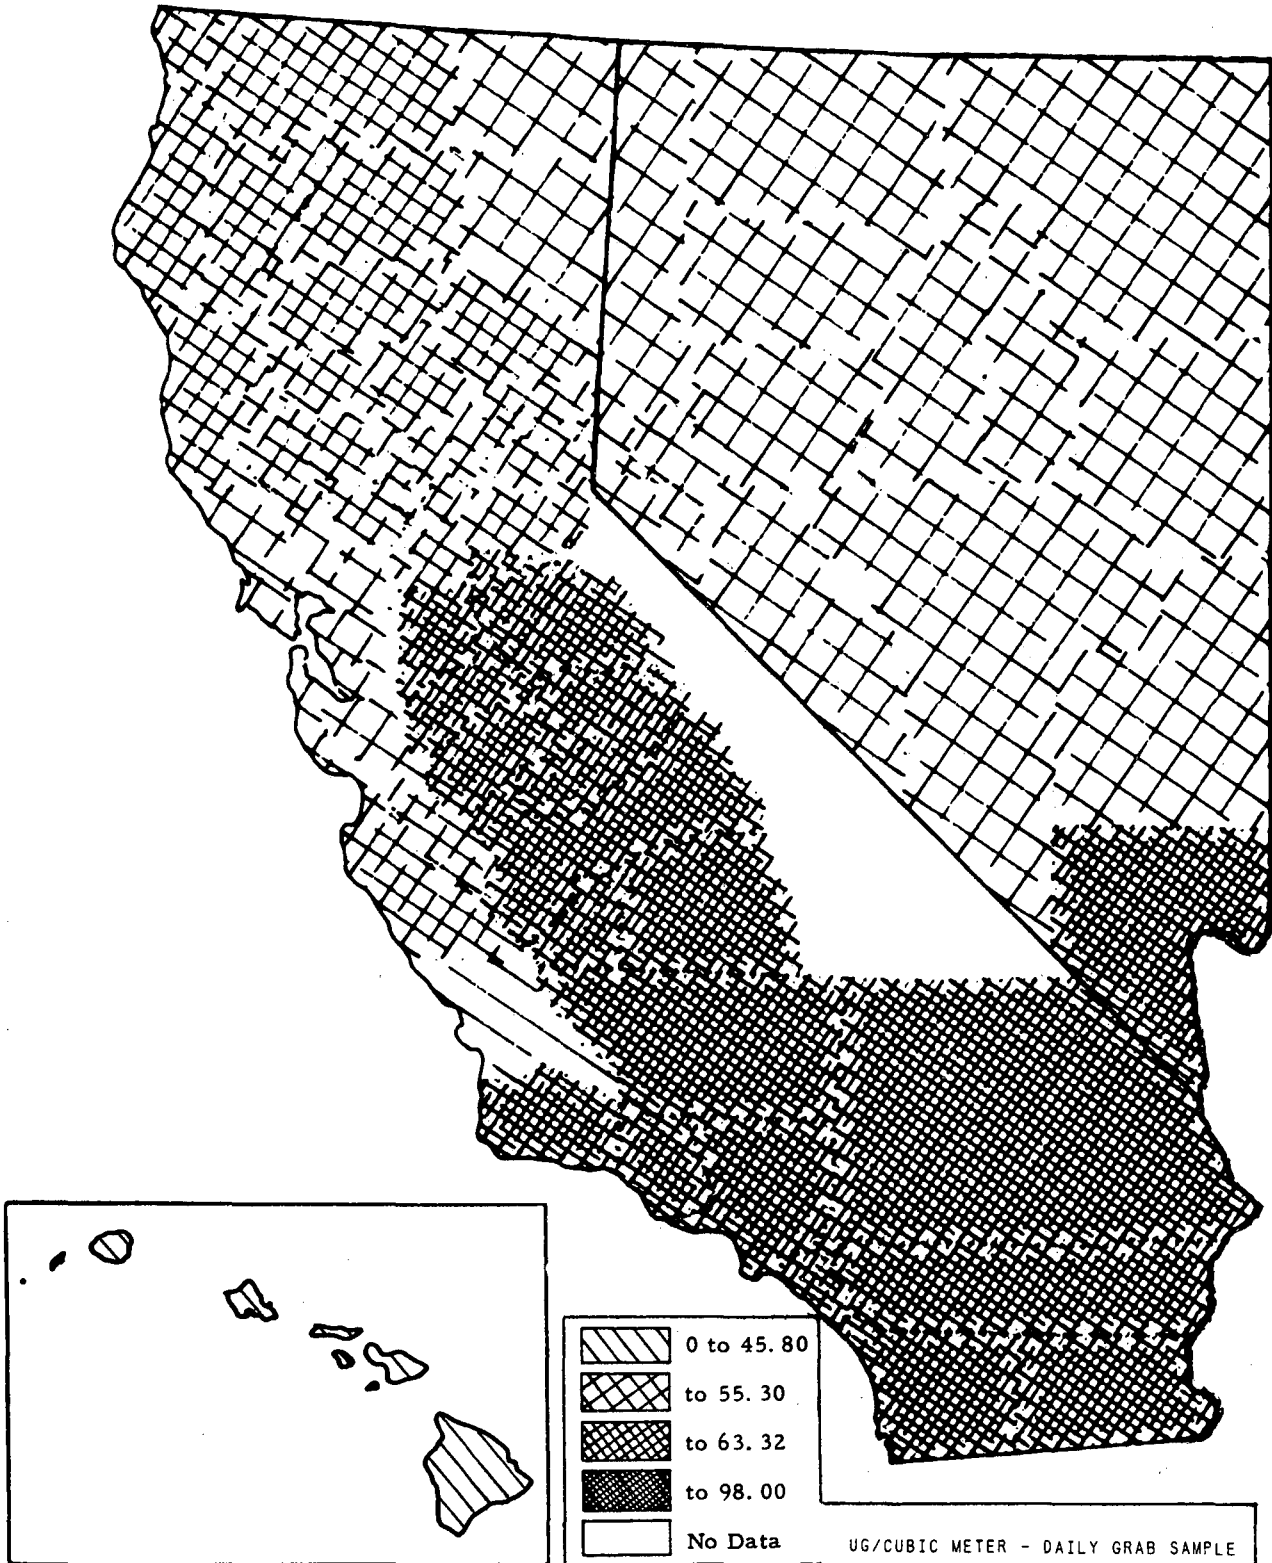 0 to 45.80
to 55.30
to 63.32
to 98.00
No Data
UG/CUBIC METER - DAILY GRAB SAMPLE